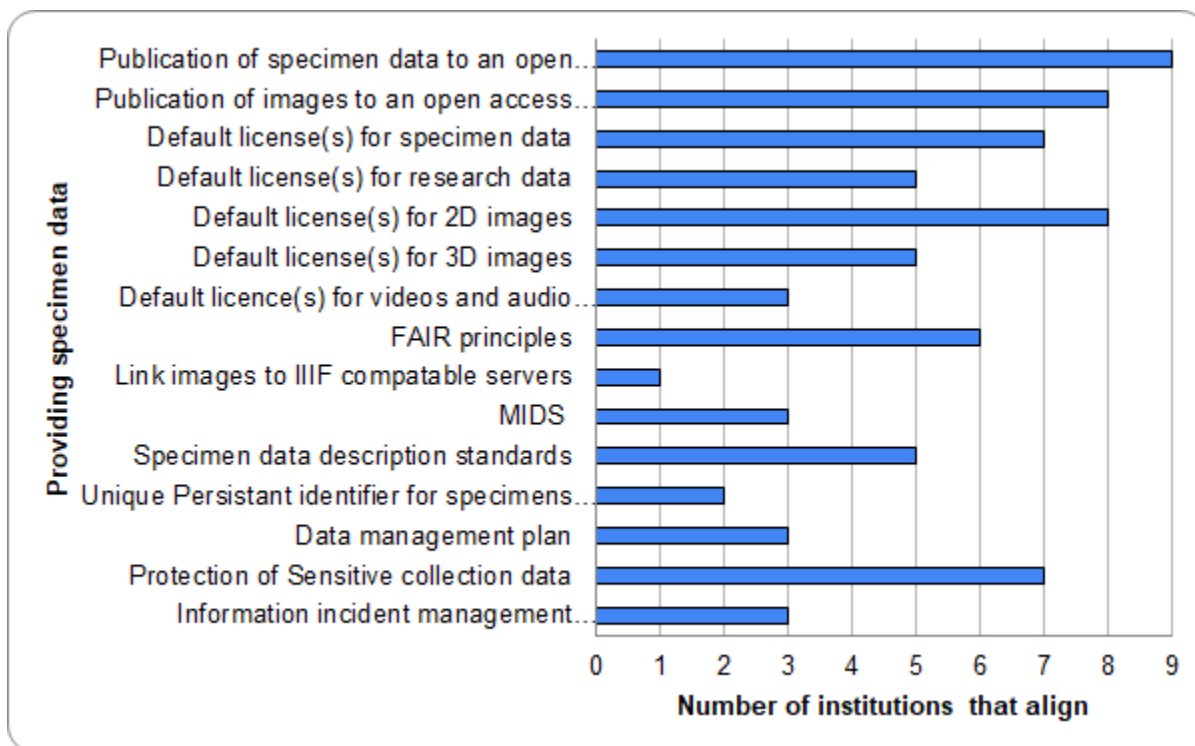 Providing specimen data
Publication of specimen data to an open...
Publication of images to an open access...
Default license(s) for specimen data
Default license(s) for research data
Default license(s) for 2D images
Default license(s) for 3D images
Default licence(s) for videos and audio...
FAIR principles
Link images to IIIF compatable servers
MIDS
Specimen data description standards
Unique Persistant identifier for specimens...
Data management plan
Protection of Sensitive collection data
Information incident management...
0 1 2 3 4 5 6 7 8 9
Number of institutions that align